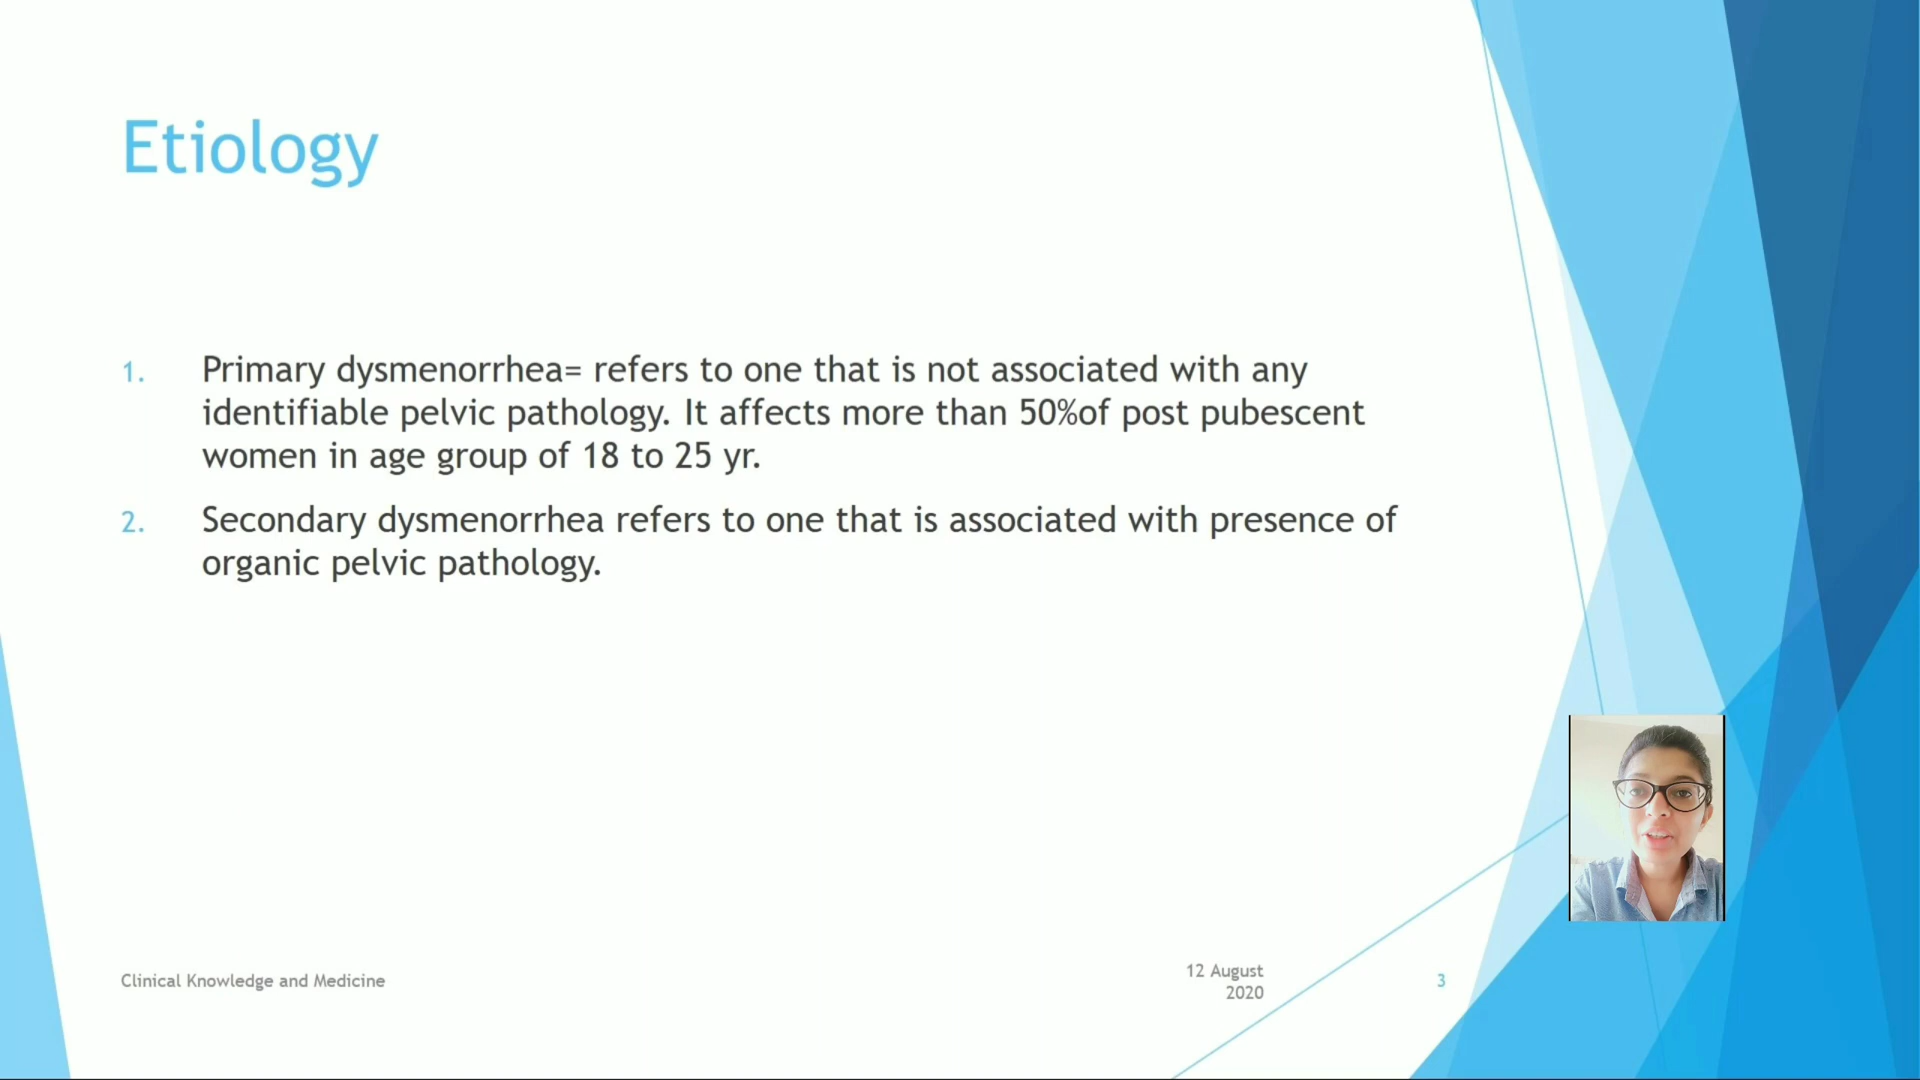 Etiology
1. Primary dysmenorrhea= refers to one that is not associated with any
identifiable pelvic pathology. It affects more than 50%of post pubescent
women in age group of 18 to 25 yr.
2. Secondary dysmenorrhea refers to one that is associated with presence of
organic pelvic pathology.
Clinical Knowledge and Medicine
12 August
2020
3